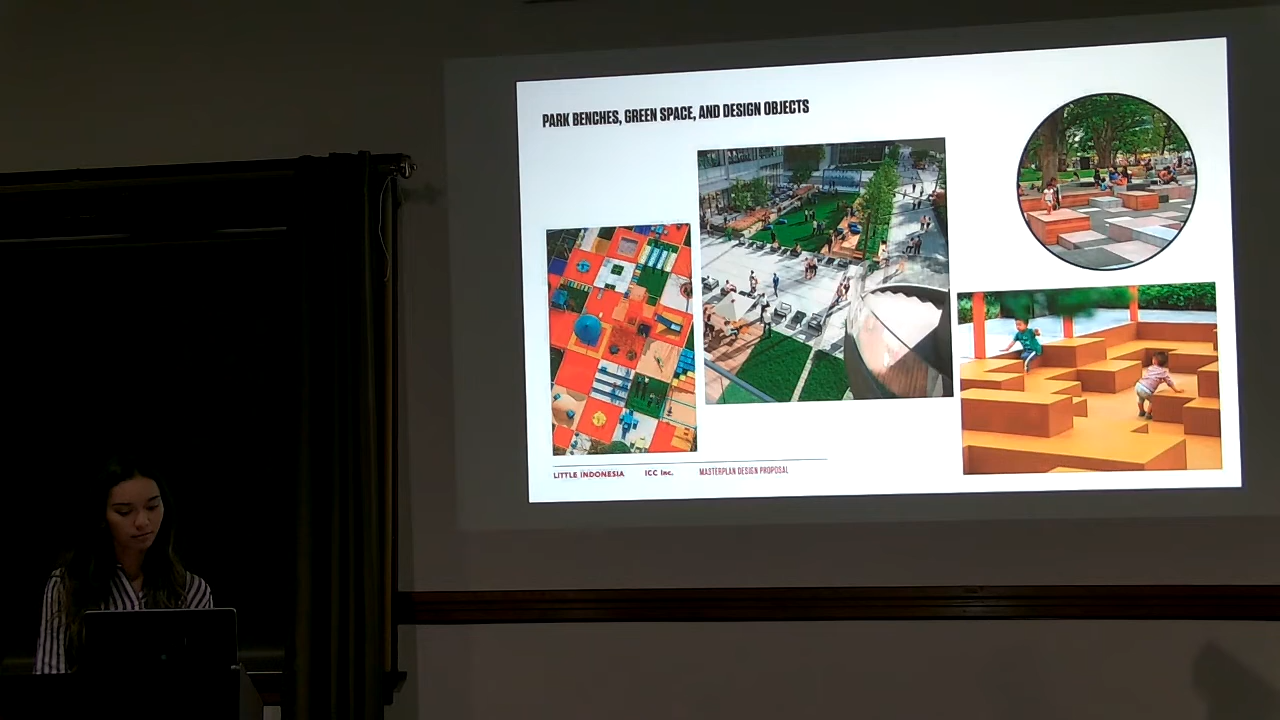 PARK BENCHES, GREEN SPACE, AND DESIGN OBJECTS
LITTLE INDONESIA ICC Inc. MASTERPLAN DESIGN PROPOSAL